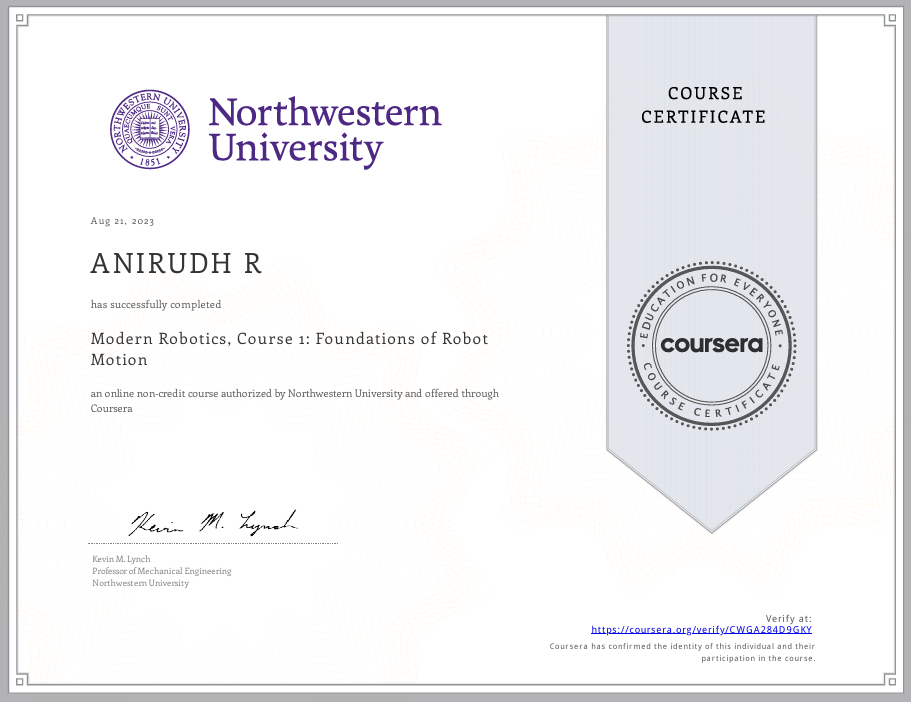 Northwestern
University
NORTHWESTERN UNIVERSITY
QUAECUMQUE SUNT VERA
1851
COURSE
CERTIFICATE
Aug 21, 2023
ANIRUDH R
has successfully completed
Modern Robotics, Course 1: Foundations of Robot
Motion
an online non-credit course authorized by Northwestern University and offered through
Coursera
EDUCATION FOR EVERYONE
coursera
COURSE CERTIFICATE
Kevin M. Lynch
Kevin M. Lynch
Professor of Mechanical Engineering
Northwestern University
Verify at:
https://coursera.org/verify/CWGA284D9GKY
Coursera has confirmed the identity of this individual and their
participation in the course.